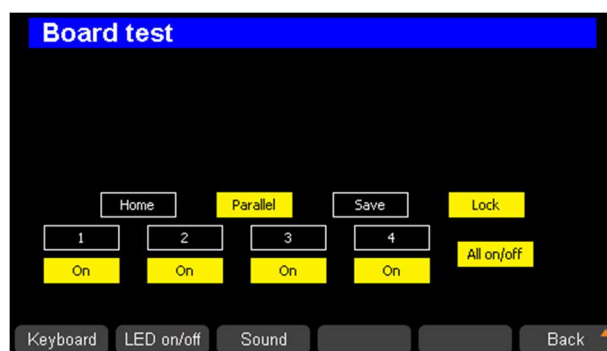 Board test
Home Parallel Save Lock
1 2 3 4
All on/off
On On On On
Keyboard LED on/off Sound Back